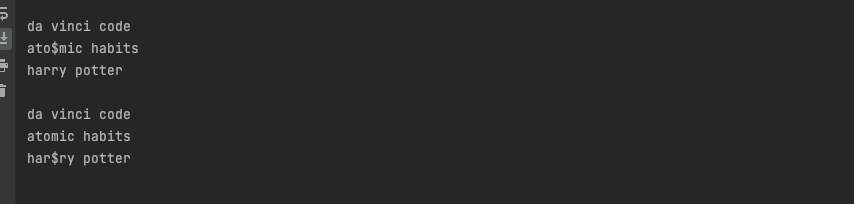 da vinci code
ato$mic habits
harry potter
da vinci code
atomic habits
har$ry potter